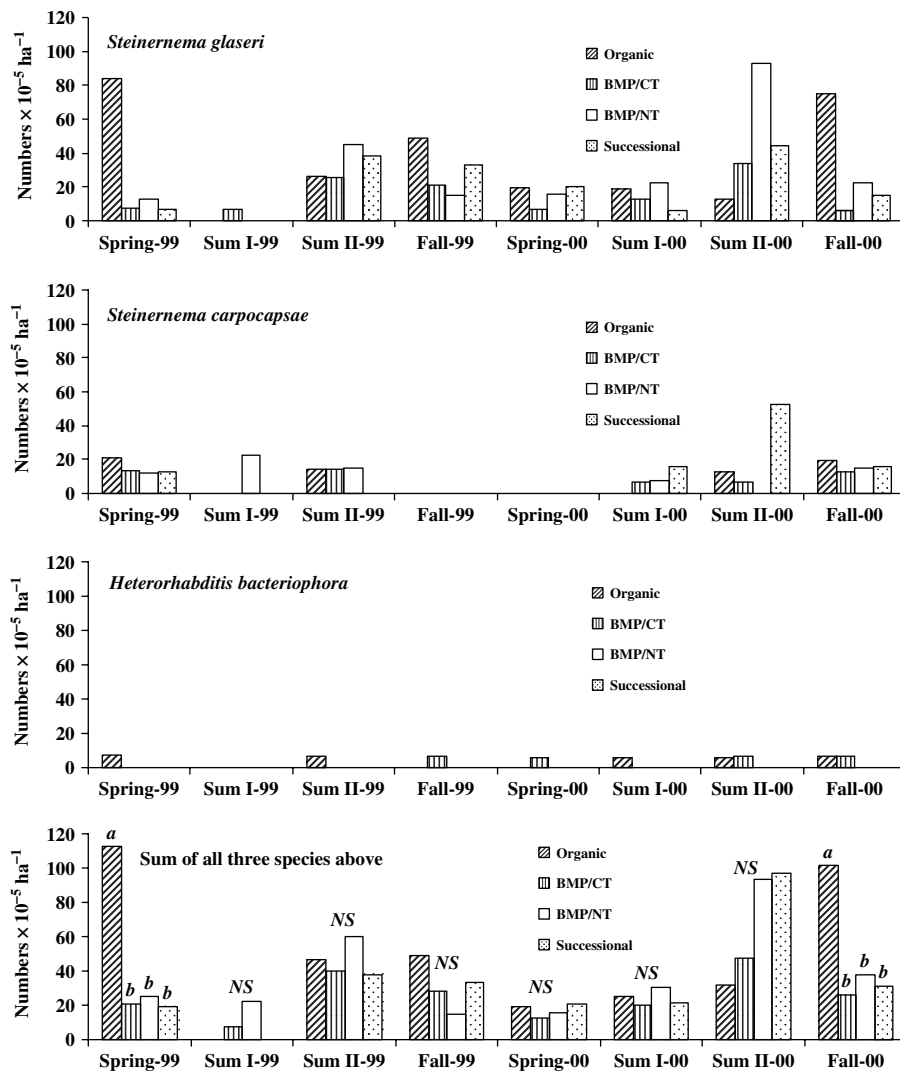 Steinernema glaseri
Numbers × 10⁻⁵ ha⁻¹
120
100
80
60
40
20
0
Organic
BMP/CT
BMP/NT
Successional
Spring-99 Sum I-99 Sum II-99 Fall-99 Spring-00 Sum I-00 Sum II-00 Fall-00
Steinernema carpocapsae
Numbers × 10⁻⁵ ha⁻¹
120
100
80
60
40
20
0
Organic
BMP/CT
BMP/NT
Successional
Spring-99 Sum I-99 Sum II-99 Fall-99 Spring-00 Sum I-00 Sum II-00 Fall-00
Heterorhabditis bacteriophora
Numbers × 10⁻⁵ ha⁻¹
120
100
80
60
40
20
0
Organic
BMP/CT
BMP/NT
Successional
Spring-99 Sum I-99 Sum II-99 Fall-99 Spring-00 Sum I-00 Sum II-00 Fall-00
Sum of all three species above
Numbers × 10⁻⁵ ha⁻¹
120
100
80
60
40
20
0
Organic
BMP/CT
BMP/NT
Successional
a
b b b
NS
NS
NS
NS
NS
NS
a
b b b
Spring-99 Sum I-99 Sum II-99 Fall-99 Spring-00 Sum I-00 Sum II-00 Fall-00